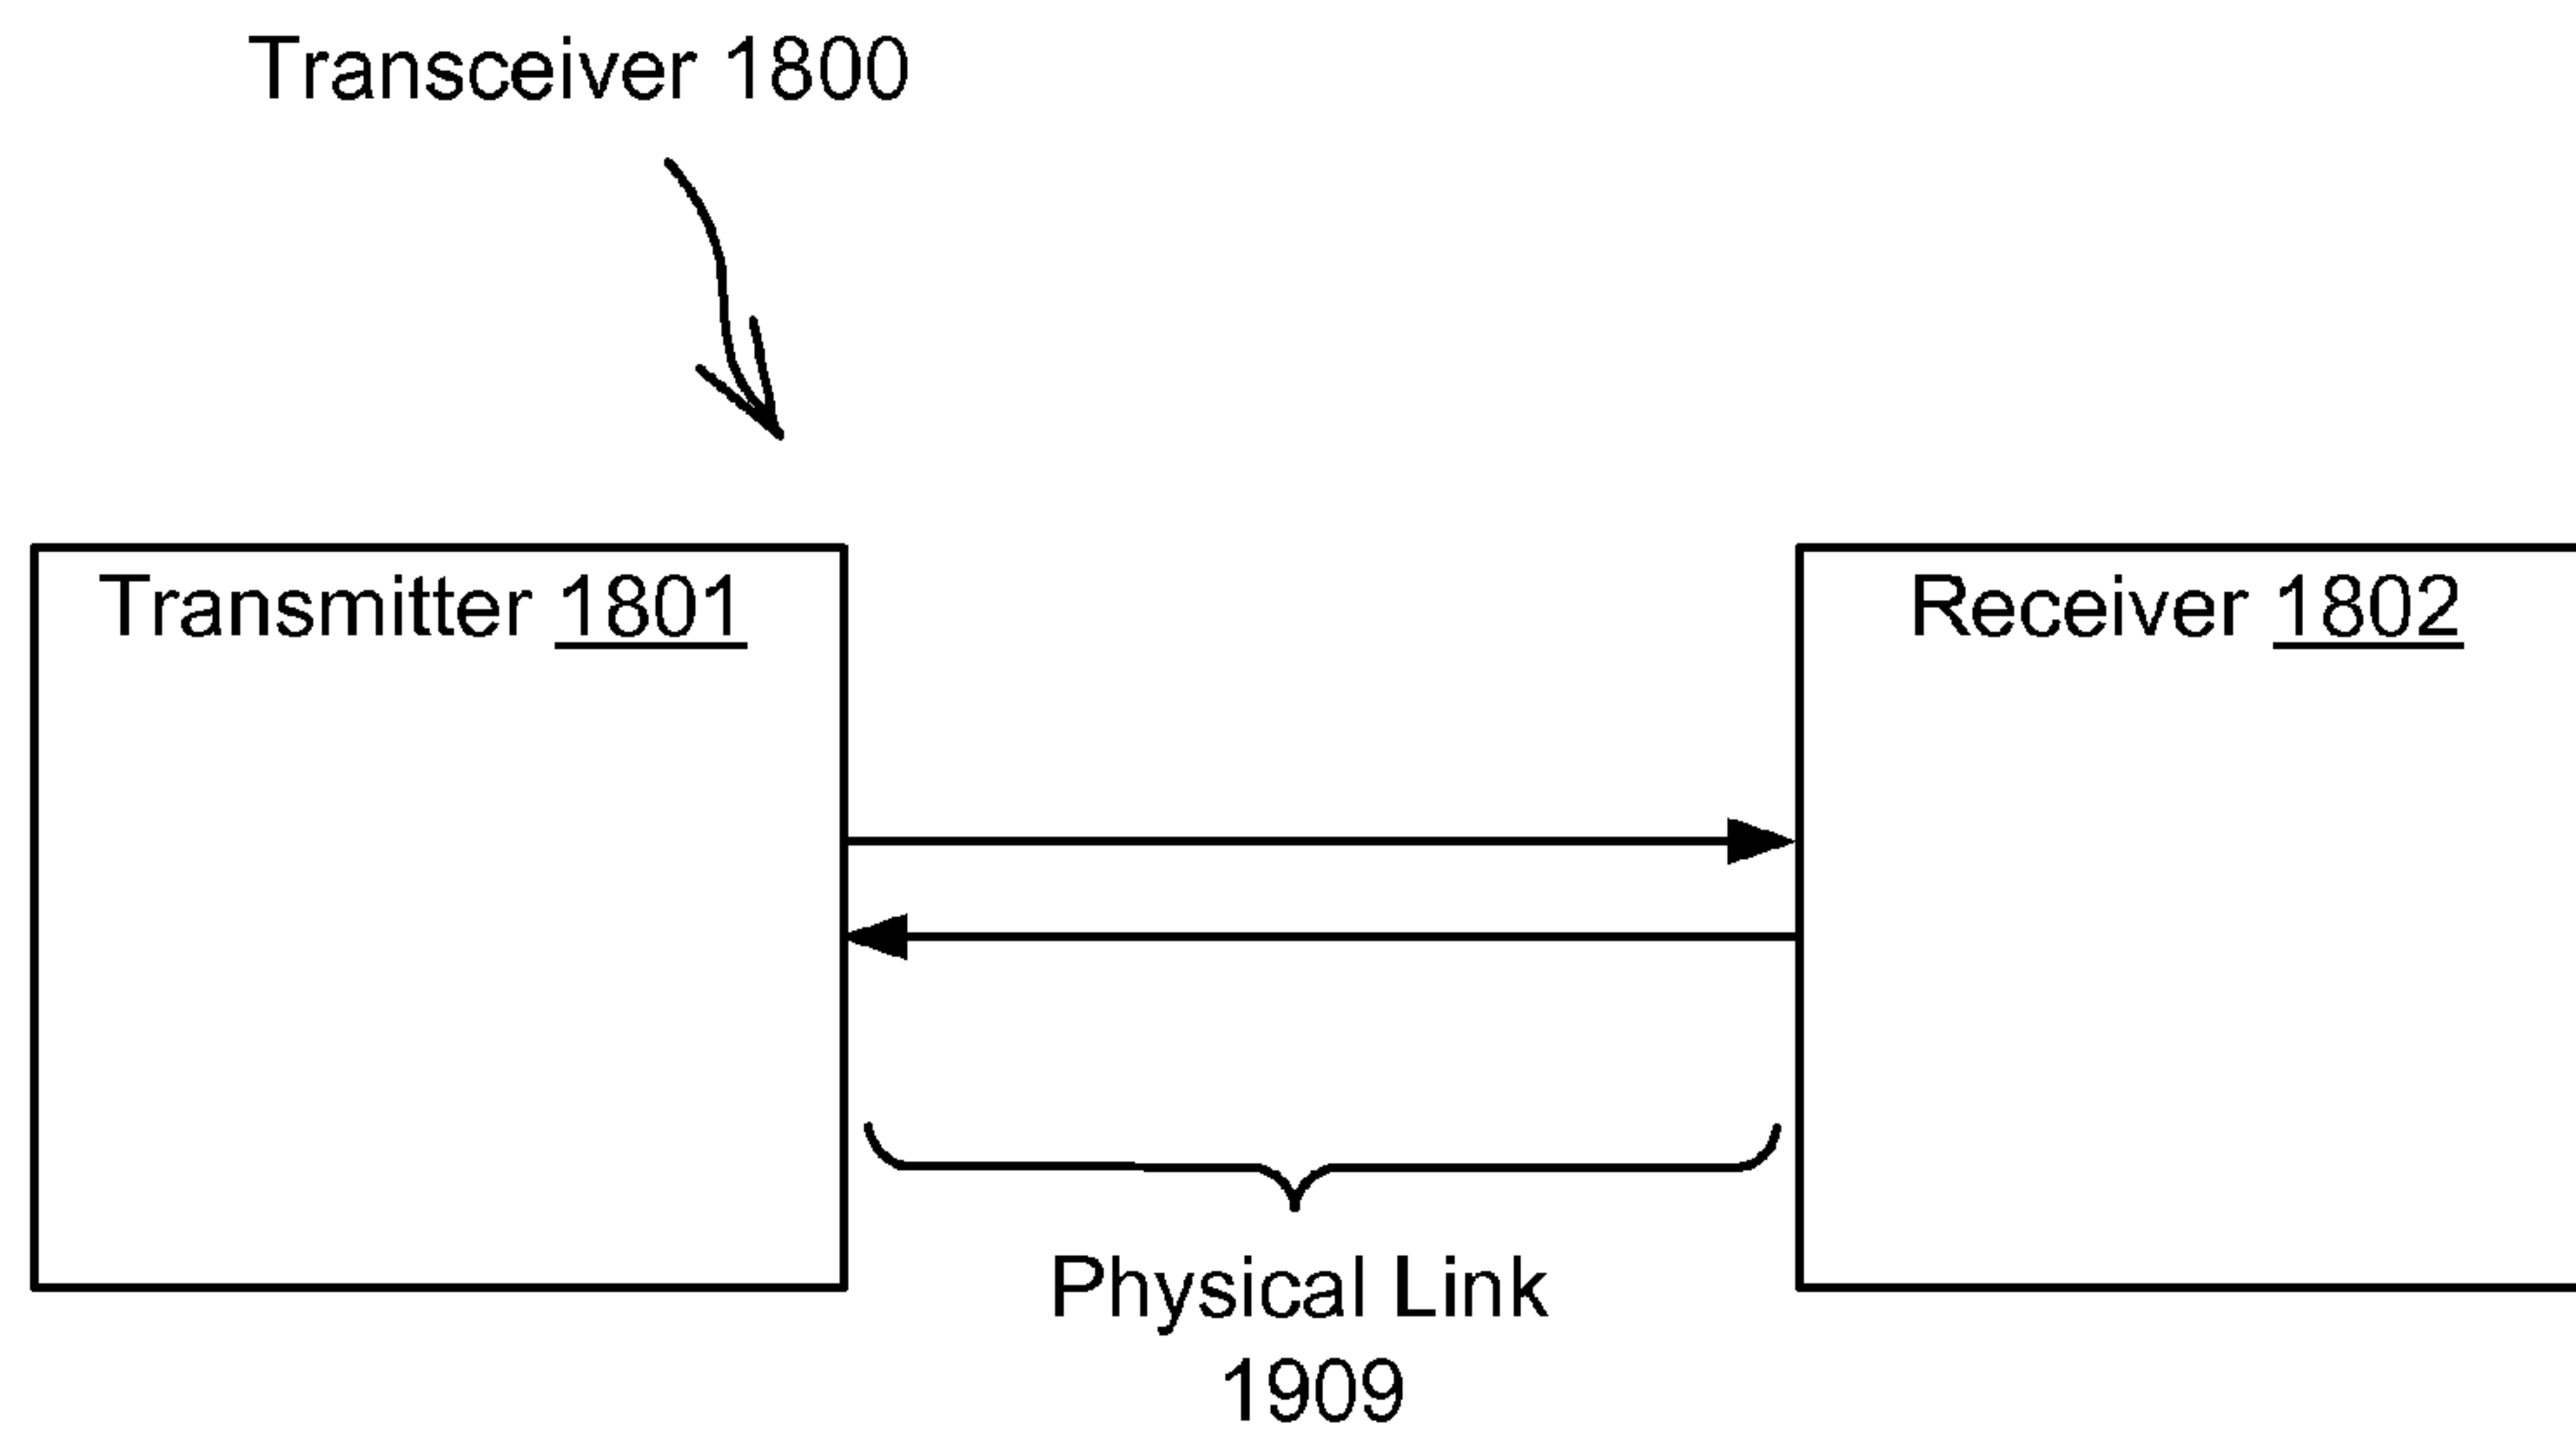 Transceiver 1800
Transmitter 1801
Receiver 1802
Physical Link
1909